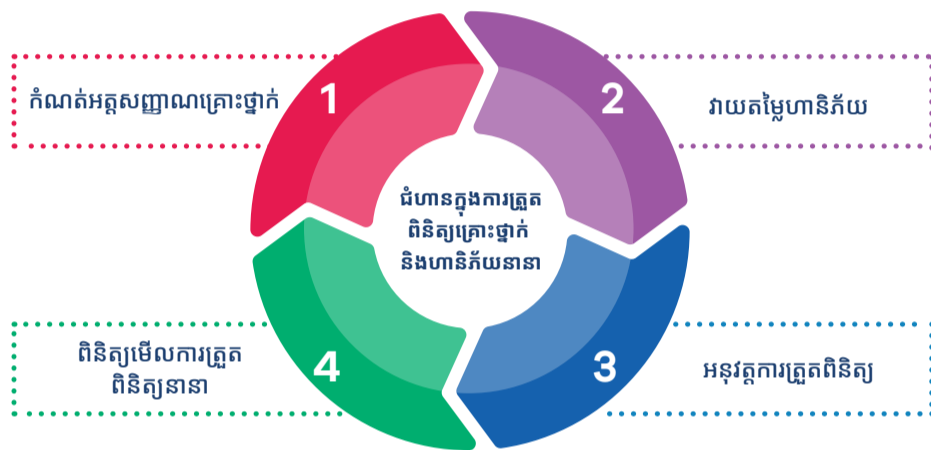 1
កំណត់អត្តសញ្ញាណគ្រោះថ្នាក់
2
វាយតម្លៃហានិភ័យ
ជំហានក្នុងការត្រួត
ពិនិត្យគ្រោះថ្នាក់
និងហានិភ័យនានា
3
អនុវត្តការត្រួតពិនិត្យ
4
ពិនិត្យមើលការត្រួត
ពិនិត្យនានា